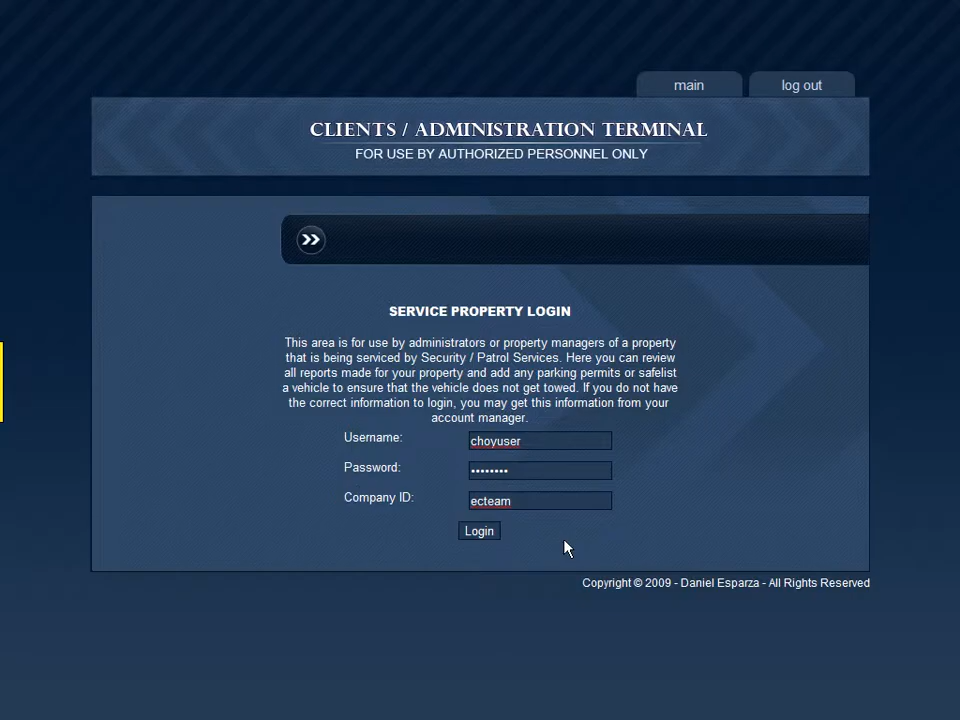 main
log out
CLIENTS / ADMINISTRATION TERMINAL
FOR USE BY AUTHORIZED PERSONNEL ONLY
SERVICE PROPERTY LOGIN
This area is for use by administrators or property managers of a property
that is being serviced by Security / Patrol Services. Here you can review
all reports made for your property and add any parking permits or safelist
a vehicle to ensure that the vehicle does not get towed. If you do not have
the correct information to login, you may get this information from your
account manager.
Username: choyuser
Password: ••••••••
Company ID: ecteam
Login
Copyright © 2009 - Daniel Esparza - All Rights Reserved